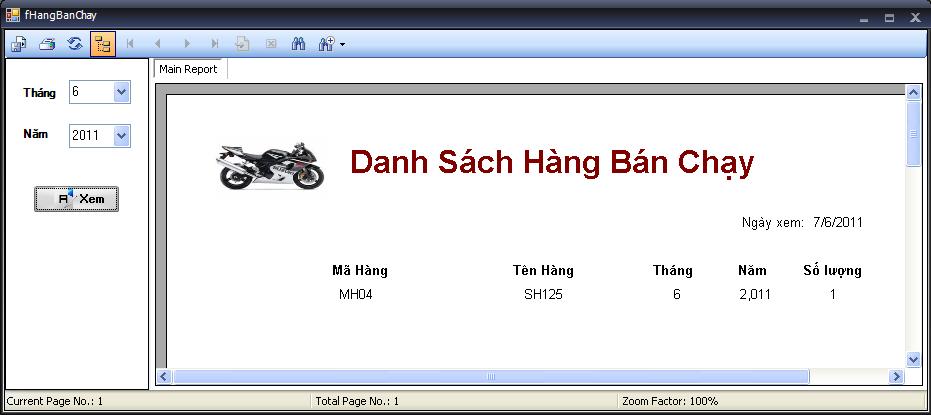 fHangBanChay
Main Report
Tháng 6
Năm 2011
Xem
Danh Sách Hàng Bán Chạy
Ngày xem: 7/6/2011
Mã Hàng Tên Hàng Tháng Năm Số lượng
MH04 SH125 6 2,011 1
Current Page No.: 1 Total Page No.: 1 Zoom Factor: 100%